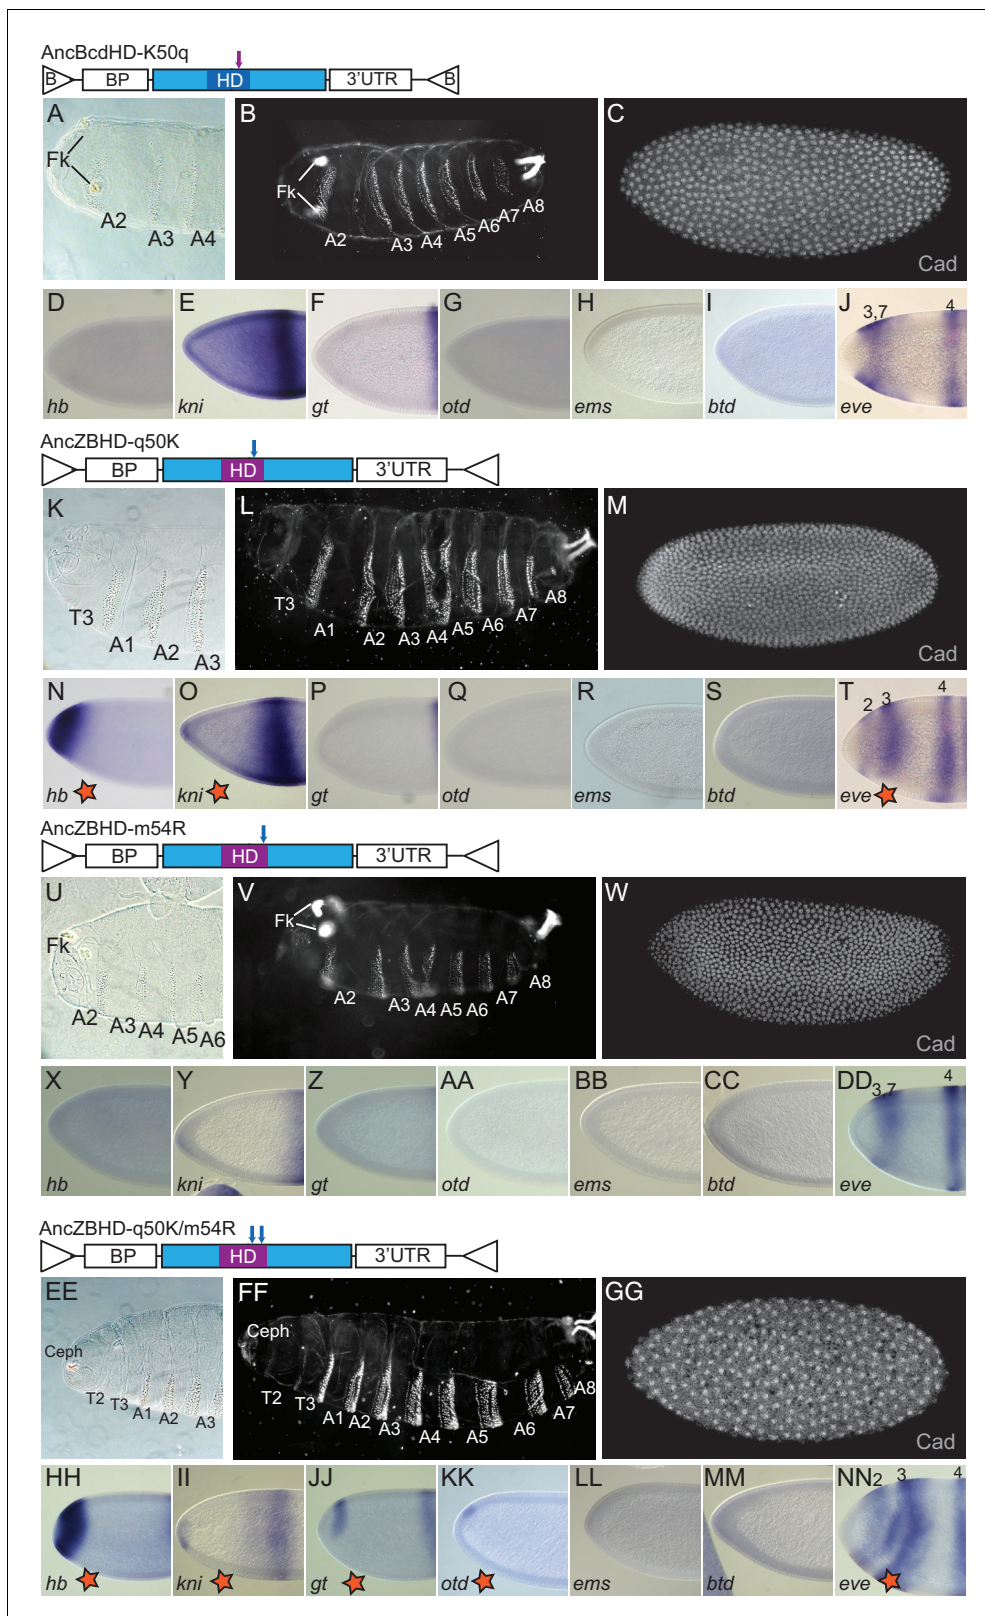 AncBcdHD-K50q
B BP HD 3'UTR B
A B C
Fk
Fk
A2 A3 A4
A2 A3 A4 A5 A6 A7 A8
Cad
D E F G H I J
3,7 4
hb kni gt otd ems btd eve
AncZBHD-q50K
BP HD 3'UTR
K L M
T3 A1 A2 A3
T3 A1 A2 A3 A4 A5 A6 A7 A8
Cad
N O P Q R S T
2 3 4
hb kni gt otd ems btd eve
AncZBHD-m54R
BP HD 3'UTR
U V W
Fk
Fk
A2 A3 A4 A5 A6
A2 A3 A4 A5 A6 A7 A8
Cad
X Y Z AA BB CC DD
3,7 4
hb kni gt otd ems btd eve
AncZBHD-q50K/m54R
BP HD 3'UTR
EE FF GG
Ceph
Ceph
T2 T3 A1 A2 A3
T2 T3 A1 A2 A3 A4 A5 A6 A7 A8
Cad
HH II JJ KK LL MM NN
2 3 4
hb kni gt otd ems btd eve